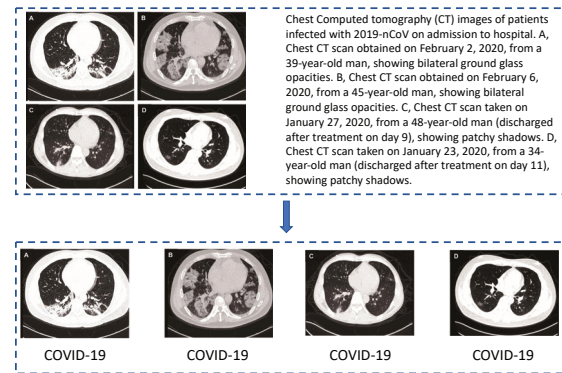 A
B
C
D
Chest Computed tomography (CT) images of patients
infected with 2019-nCoV on admission to hospital. A,
Chest CT scan obtained on February 2, 2020, from a
39-year-old man, showing bilateral ground glass
opacities. B, Chest CT scan obtained on February 6,
2020, from a 45-year-old man, showing bilateral
ground glass opacities. C, Chest CT scan taken on
January 27, 2020, from a 48-year-old man (discharged
after treatment on day 9), showing patchy shadows. D,
Chest CT scan taken on January 23, 2020, from a 34-
year-old man (discharged after treatment on day 11),
showing patchy shadows.
A
B
C
D
COVID-19
COVID-19
COVID-19
COVID-19